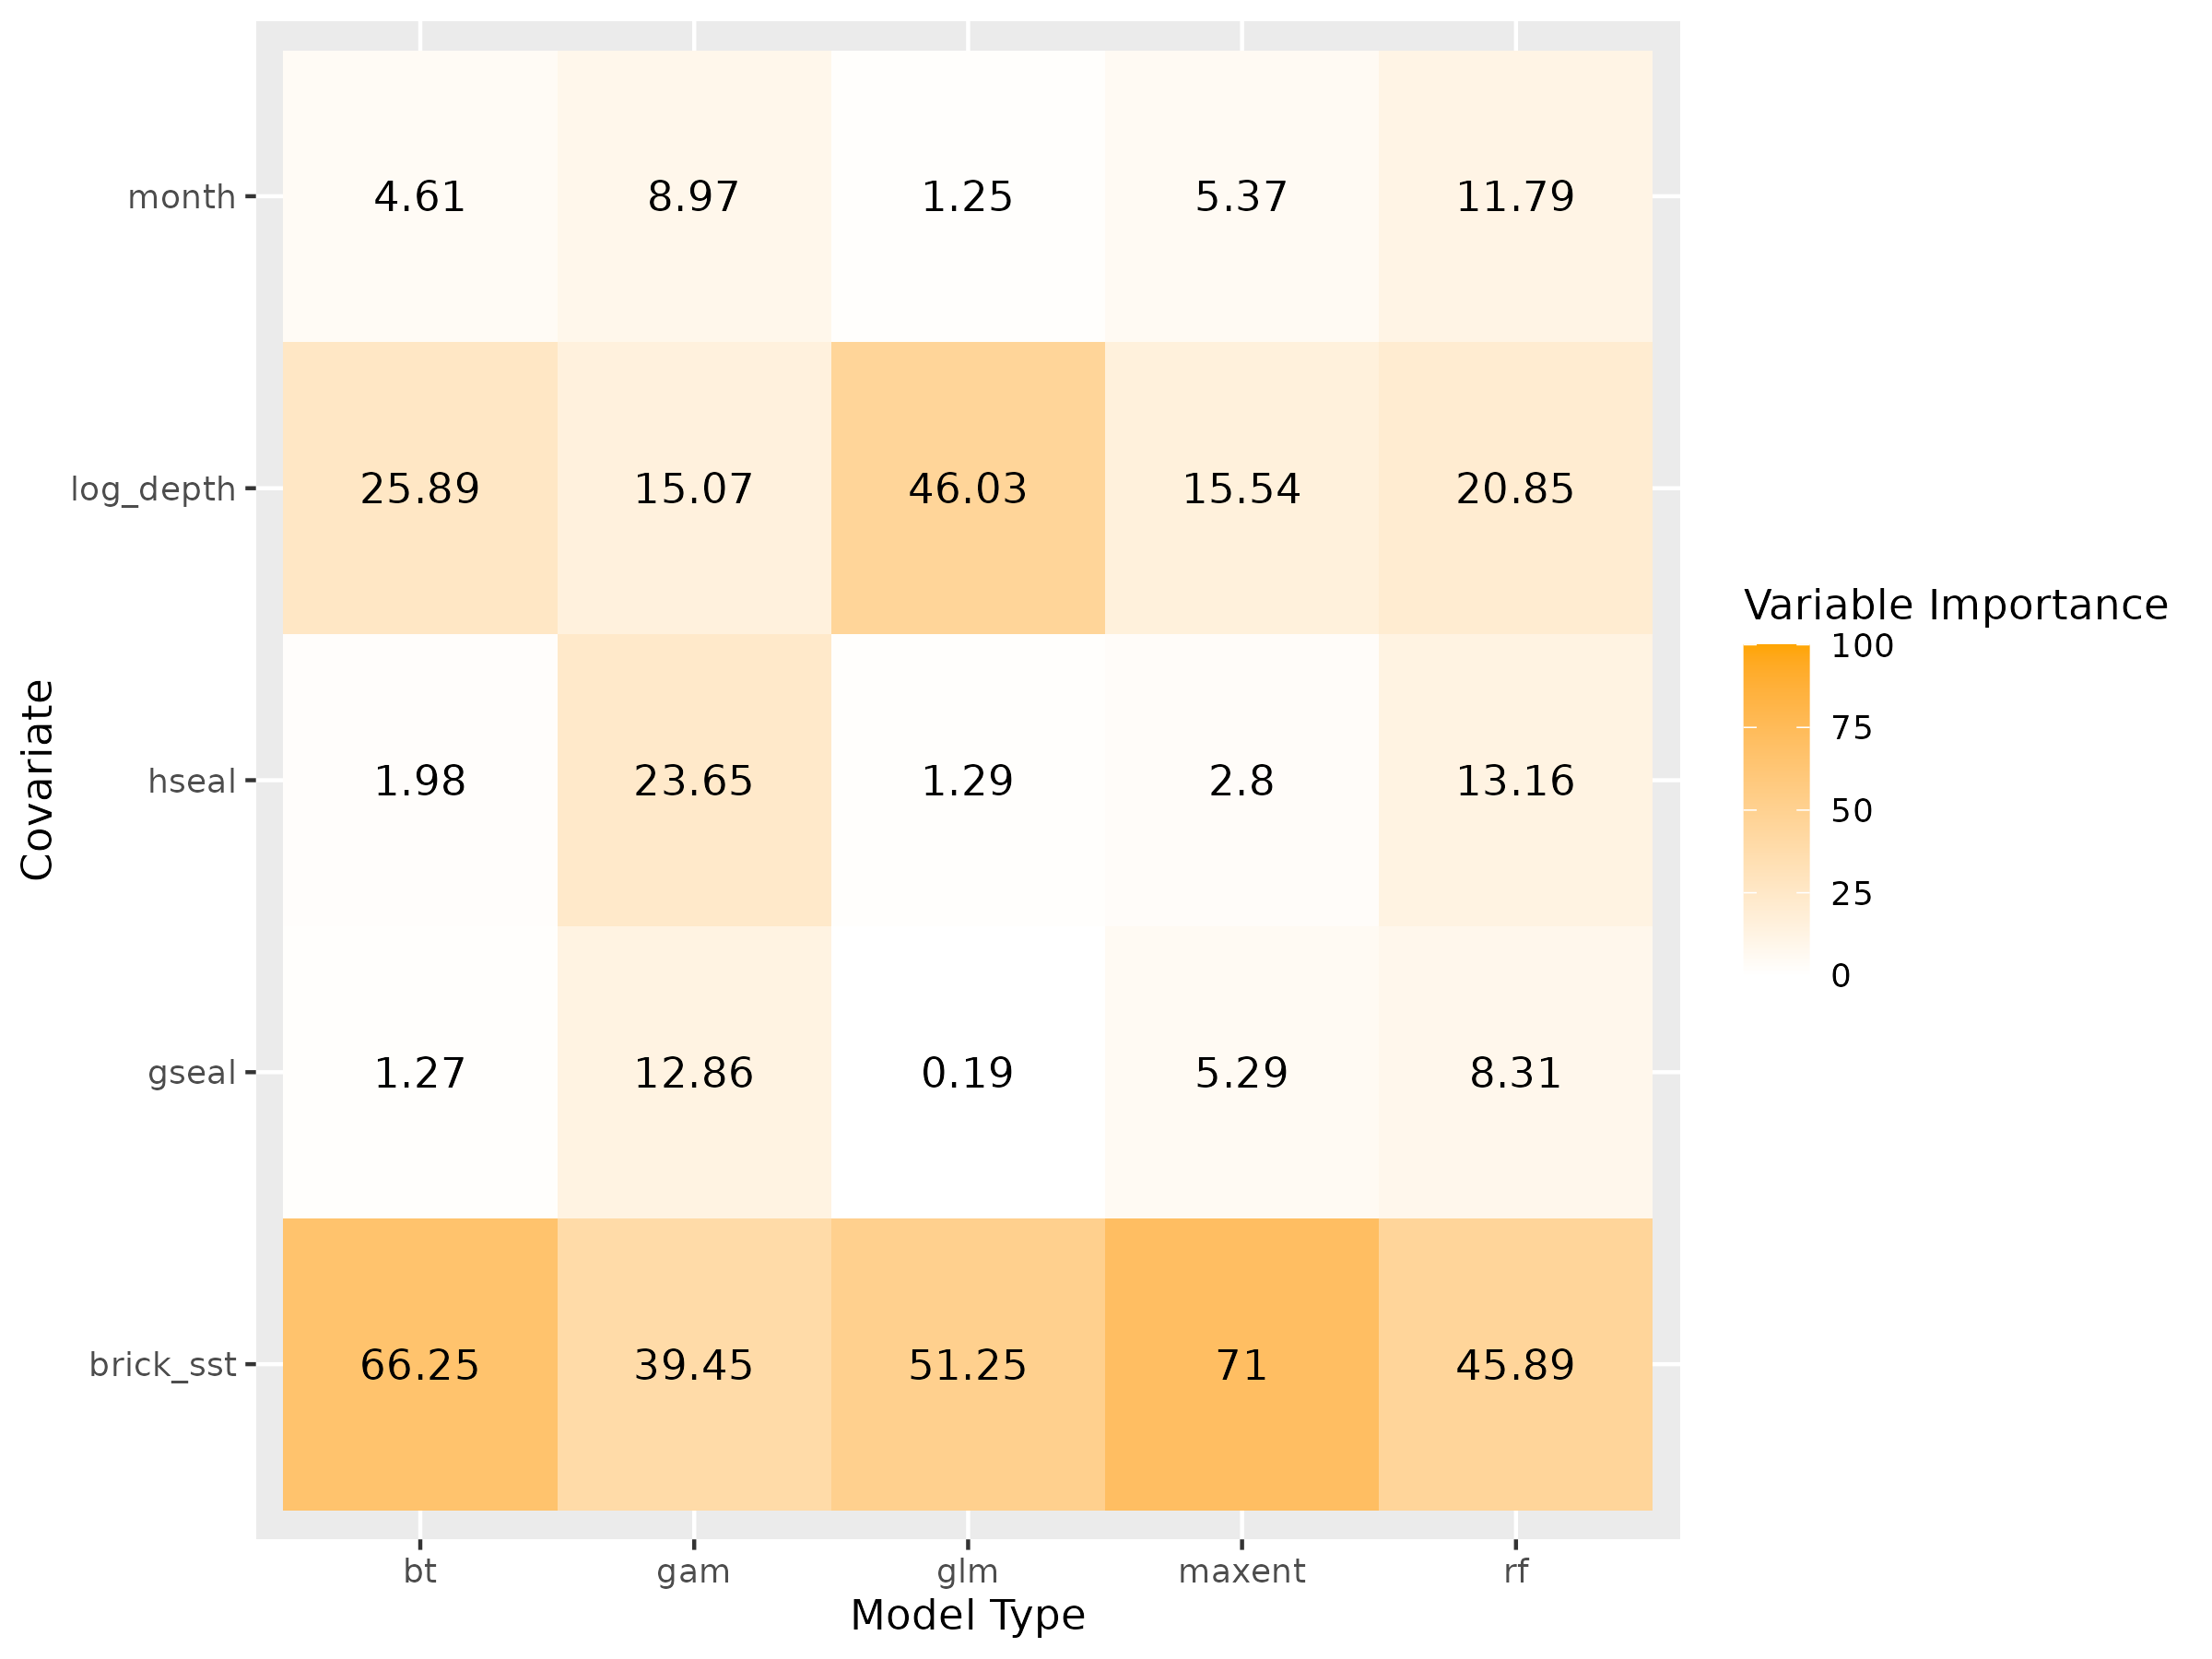 month
4.61 8.97 1.25 5.37 11.79
log_depth
25.89 15.07 46.03 15.54 20.85
hseal
1.98 23.65 1.29 2.8 13.16
gseal
1.27 12.86 0.19 5.29 8.31
brick_sst
66.25 39.45 51.25 71 45.89
bt gam glm maxent rf
Model Type
Covariate
Variable Importance
100
75
50
25
0